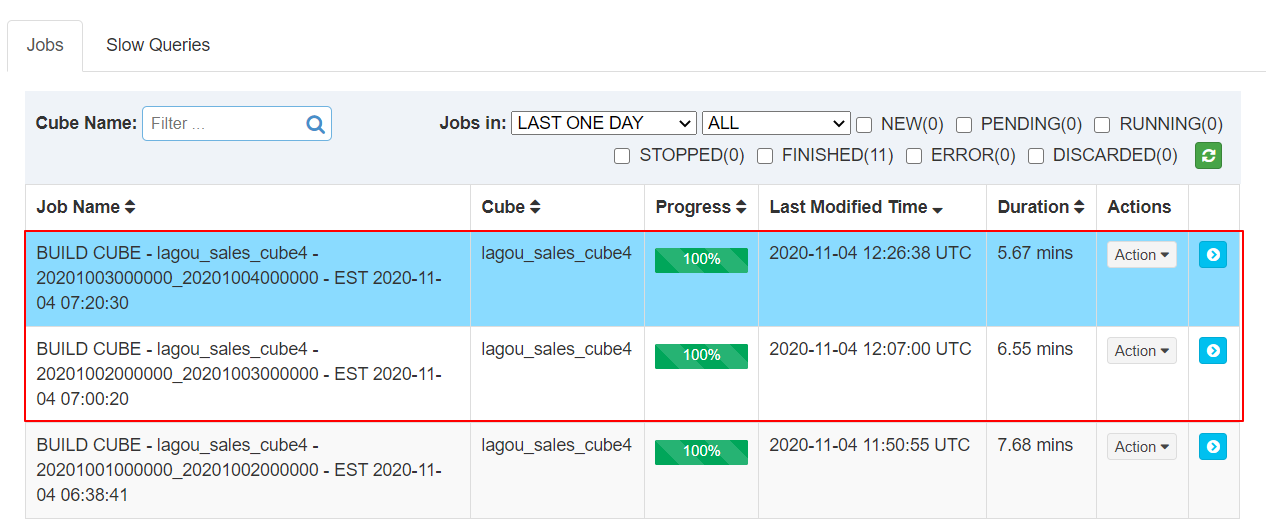 Jobs Slow Queries
Cube Name: Filter ... Jobs in: LAST ONE DAY ALL NEW(0) PENDING(0) RUNNING(0)
STOPPED(0) FINISHED(11) ERROR(0) DISCARDED(0)
Job Name Cube Progress Last Modified Time Duration Actions
BUILD CUBE - lagou_sales_cube4 - lagou_sales_cube4 100% 2020-11-04 12:26:38 UTC 5.67 mins Action
20201003000000_20201004000000 - EST 2020-11-
04 07:20:30
BUILD CUBE - lagou_sales_cube4 - lagou_sales_cube4 100% 2020-11-04 12:07:00 UTC 6.55 mins Action
20201002000000_20201003000000 - EST 2020-11-
04 07:00:20
BUILD CUBE - lagou_sales_cube4 - lagou_sales_cube4 100% 2020-11-04 11:50:55 UTC 7.68 mins Action
20201001000000_20201002000000 - EST 2020-11-
04 06:38:41